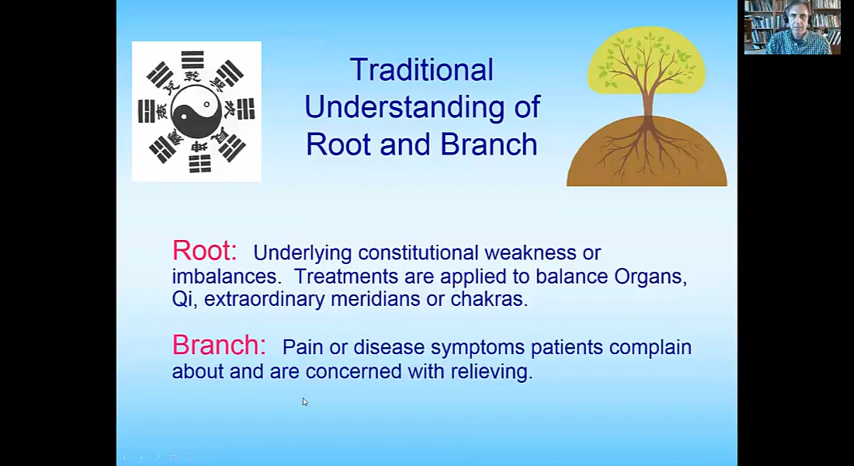 Traditional
Understanding of
Root and Branch
Root: Underlying constitutional weakness or
imbalances. Treatments are applied to balance Organs,
Qi, extraordinary meridians or chakras.
Branch: Pain or disease symptoms patients complain
about and are concerned with relieving.